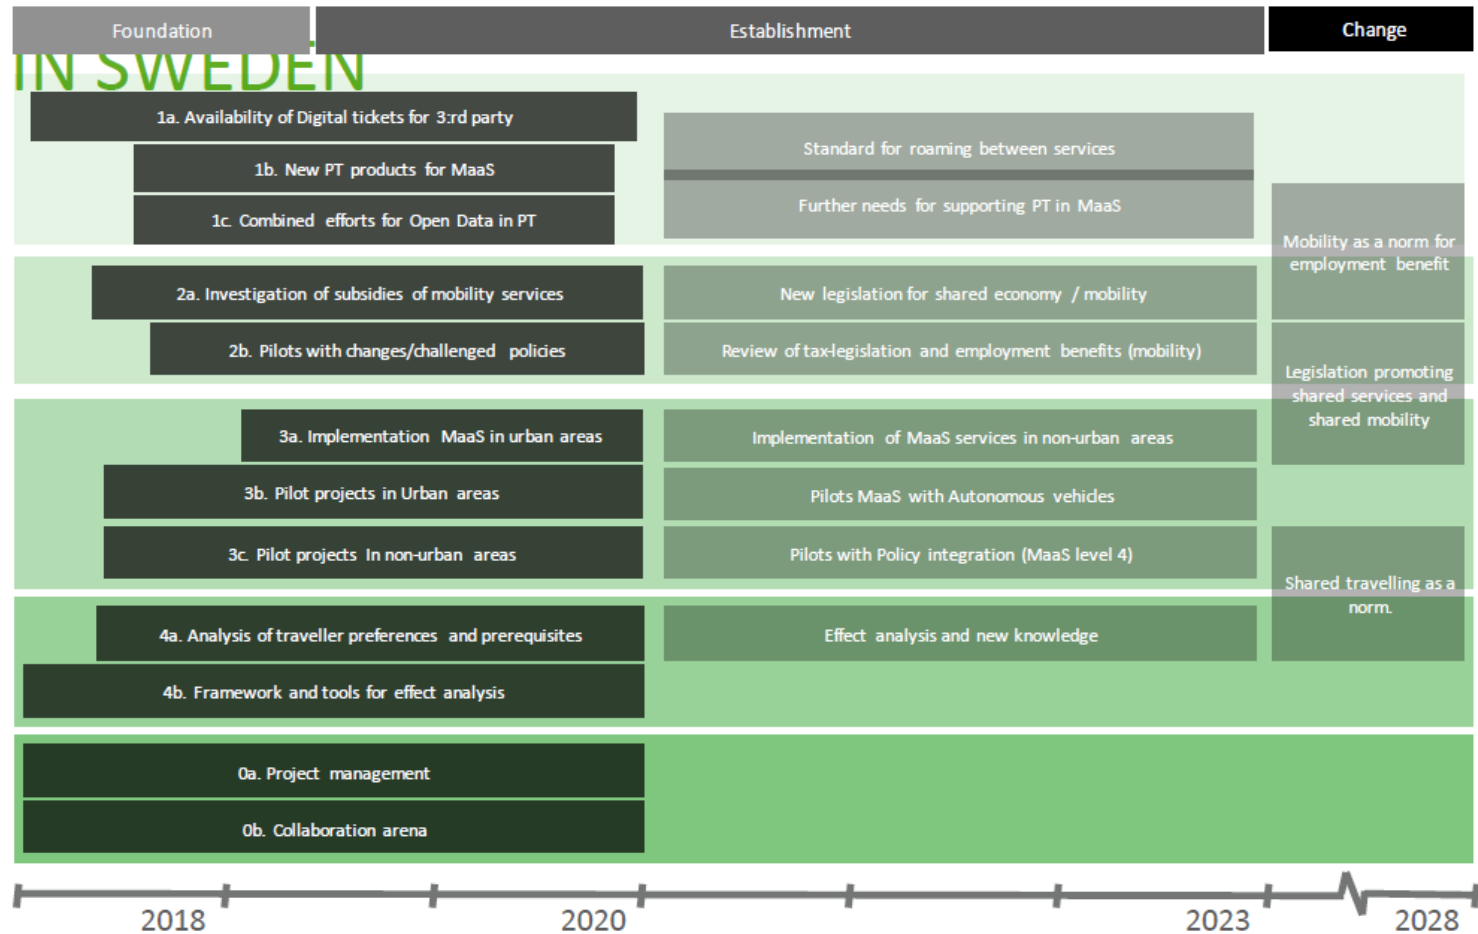 Foundation
Establishment
Change
IN SWEDEN
1a. Availability of Digital tickets for 3:rd party
1b. New PT products for MaaS
1c. Combined efforts for Open Data in PT
Standard for roaming between services
Further needs for supporting PT in MaaS
Mobility as a norm for
employment benefit
2a. Investigation of subsidies of mobility services
New legislation for shared economy / mobility
2b. Pilots with changes/challenged policies
Review of tax-legislation and employment benefits (mobility)
Legislation promoting
shared services and
shared mobility
3a. Implementation MaaS in urban areas
Implementation of MaaS services in non-urban areas
3b. Pilot projects in Urban areas
Pilots MaaS with Autonomous vehicles
3c. Pilot projects In non-urban areas
Pilots with Policy integration (MaaS level 4)
Shared travelling as a
norm.
4a. Analysis of traveller preferences and prerequisites
Effect analysis and new knowledge
4b. Framework and tools for effect analysis
0a. Project management
0b. Collaboration arena
2018
2020
2023
2028